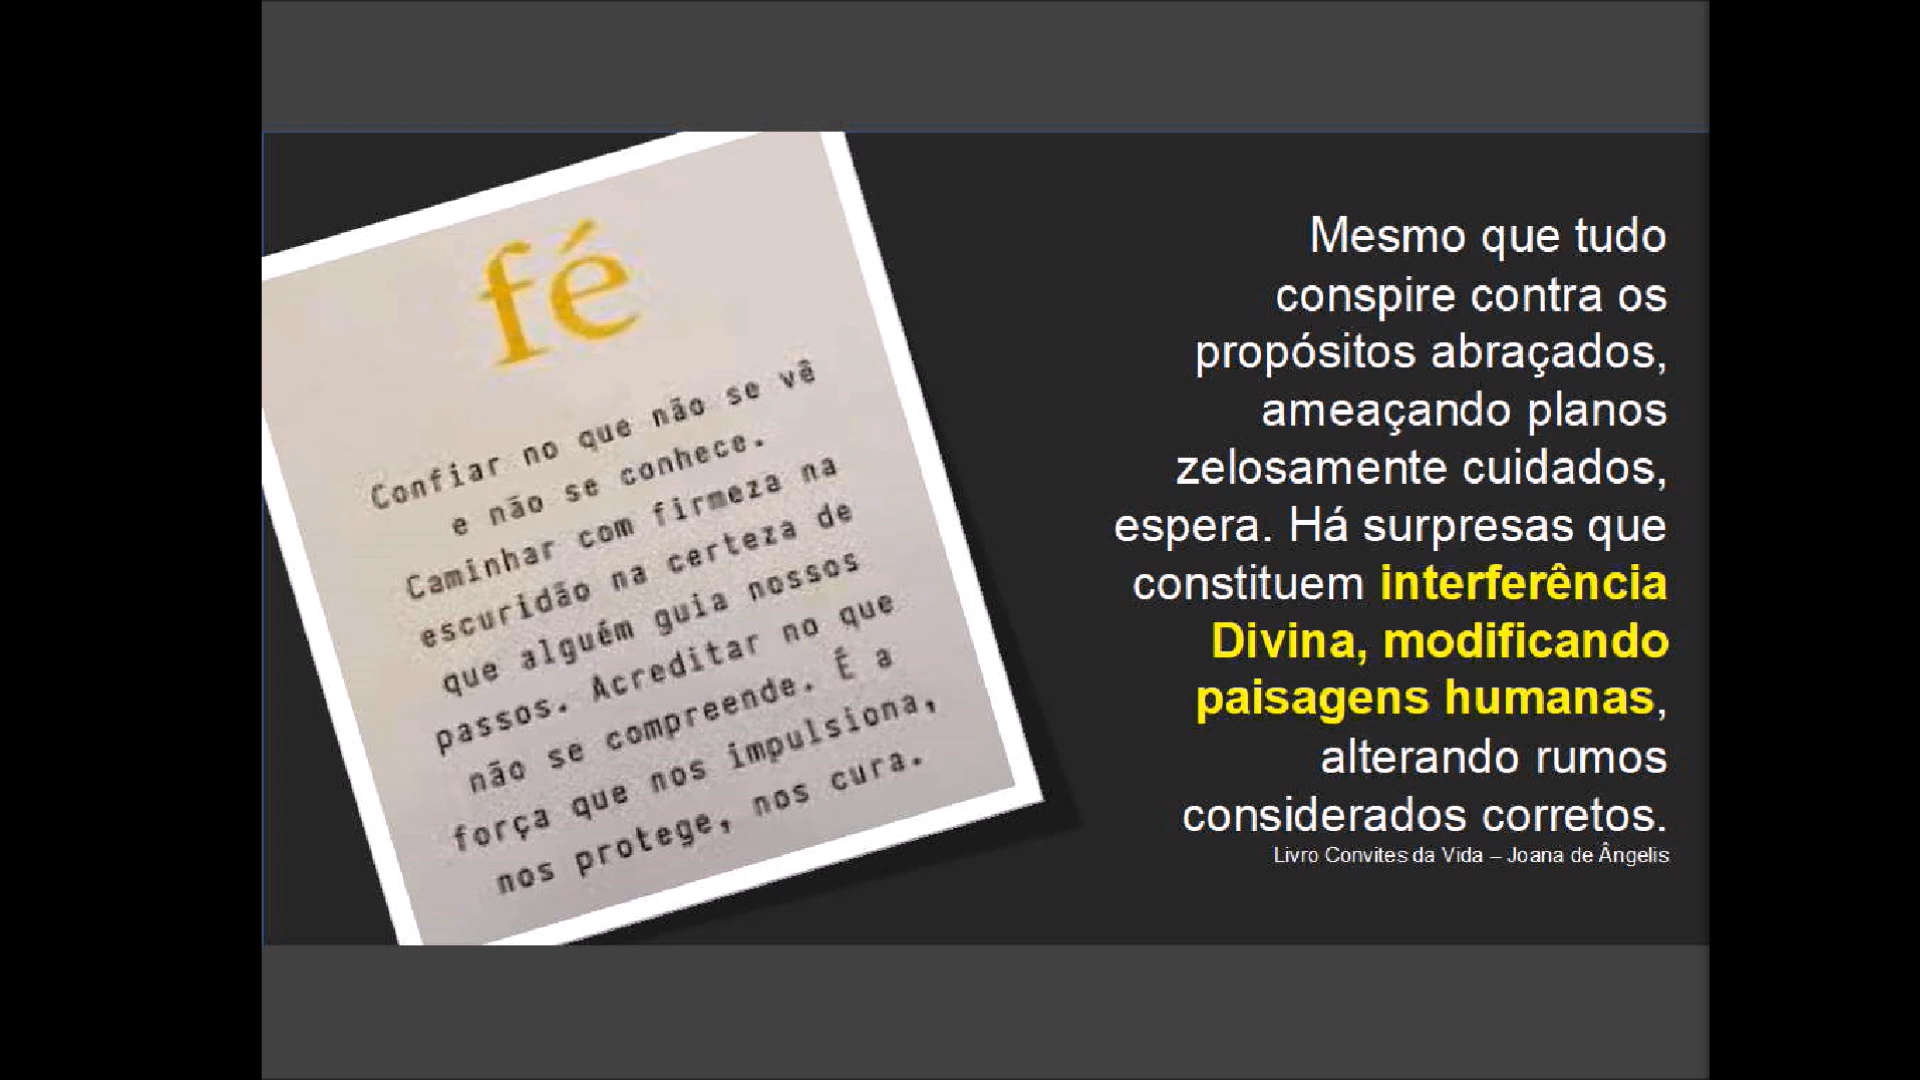 fé
Confiar no que não se vê
e não se conhece.
Caminhar com firmeza na
escuridão na certeza de
que alguém guia nossos
passos. Acreditar no que
não se compreende. É a
força que nos impulsiona,
nos protege, nos cura.
Mesmo que tudo
conspire contra os
propósitos abraçados,
ameaçando planos
zelosamente cuidados,
espera. Há surpresas que
constituem interferência
Divina, modificando
paisagens humanas,
alterando rumos
considerados corretos.
Livro Convites da Vida – Joana de Ângelis